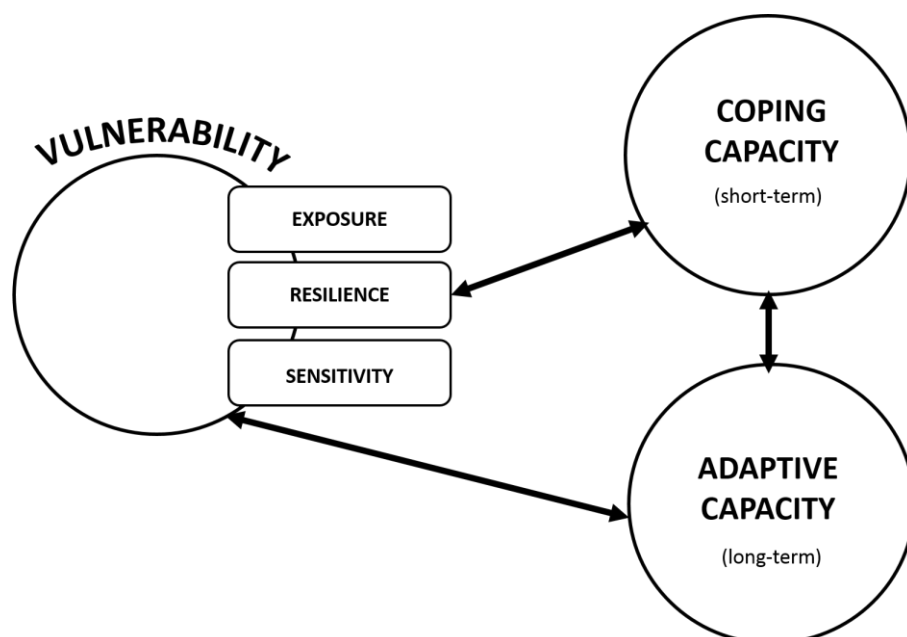 VULNERABILITY
EXPOSURE
RESILIENCE
SENSITIVITY
COPING
CAPACITY
(short-term)
ADAPTIVE
CAPACITY
(long-term)